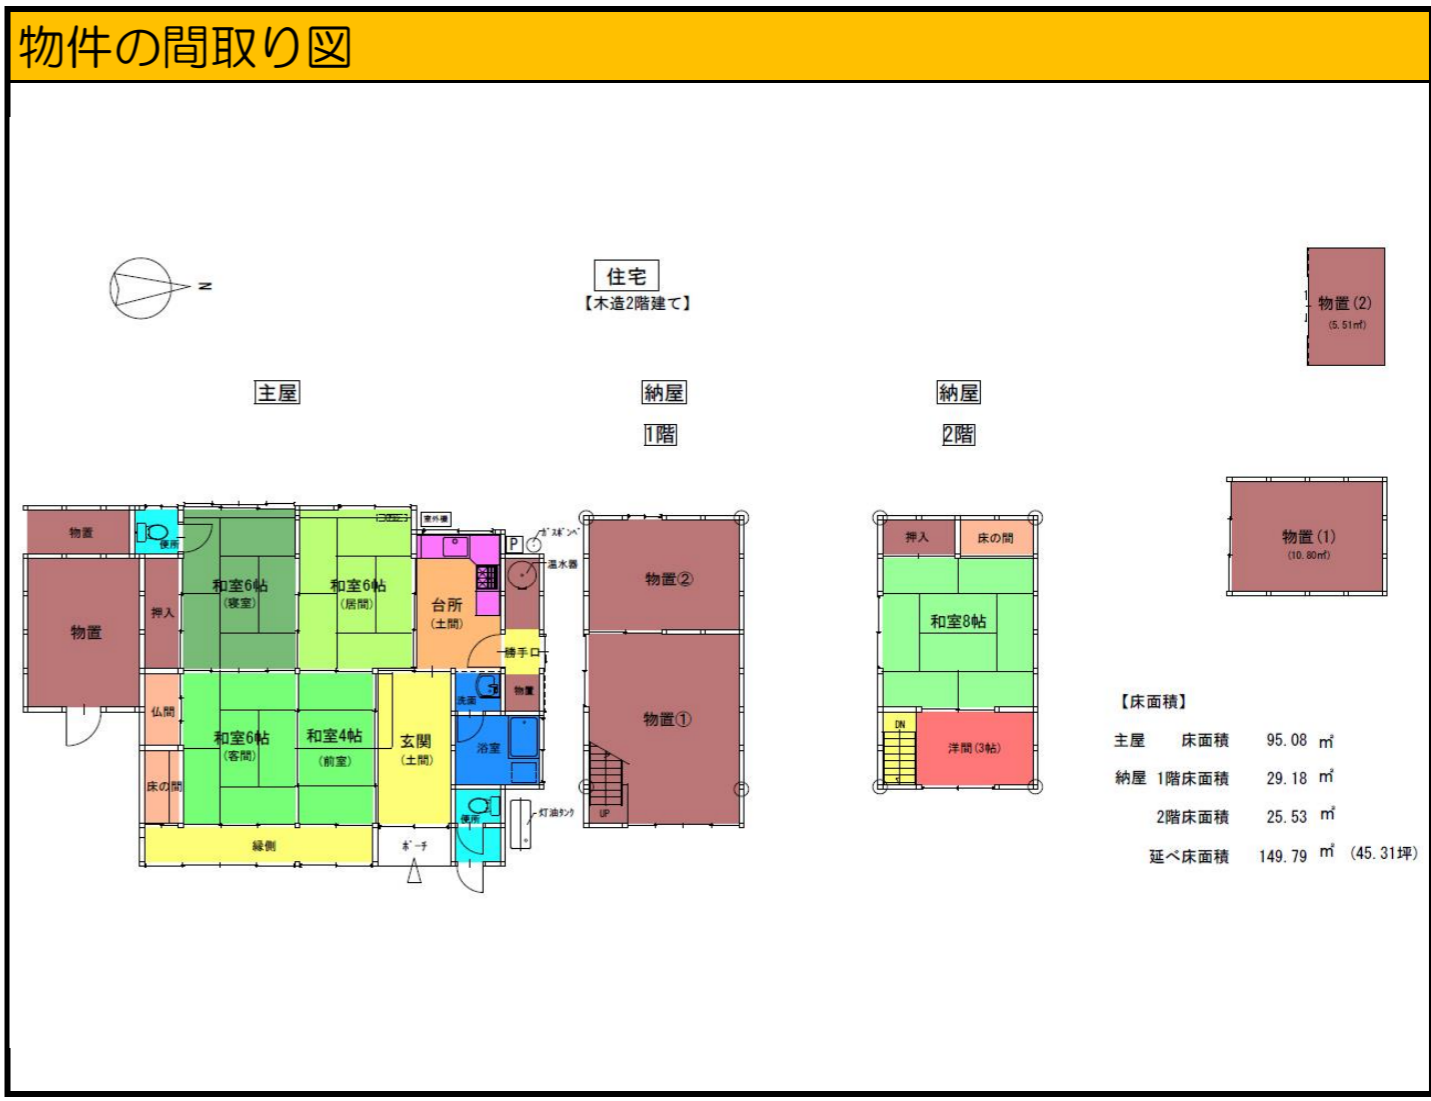 物件の間取り図
N
住宅
【木造2階建て】
物置(2)
(5.51㎡)
主屋
納屋
1階
納屋
2階
物置
便所
和室6帖
(寝室)
和室6帖
(居間)
室外機
P
ガスボンベ
温水器
台所
(土間)
勝手口
物置
押入
物置
仏間
床の間
和室6帖
(客間)
和室4帖
(前室)
玄関
(土間)
洗面
浴室
便所
灯油タンク
縁側
ポーチ
物置②
物置①
UP
押入
床の間
和室8帖
DN
洋間(3帖)
物置(1)
(10.80㎡)
【床面積】
主屋 床面積 95.08 ㎡
納屋 1階床面積 29.18 ㎡
2階床面積 25.53 ㎡
延べ床面積 149.79 ㎡ (45.31坪)